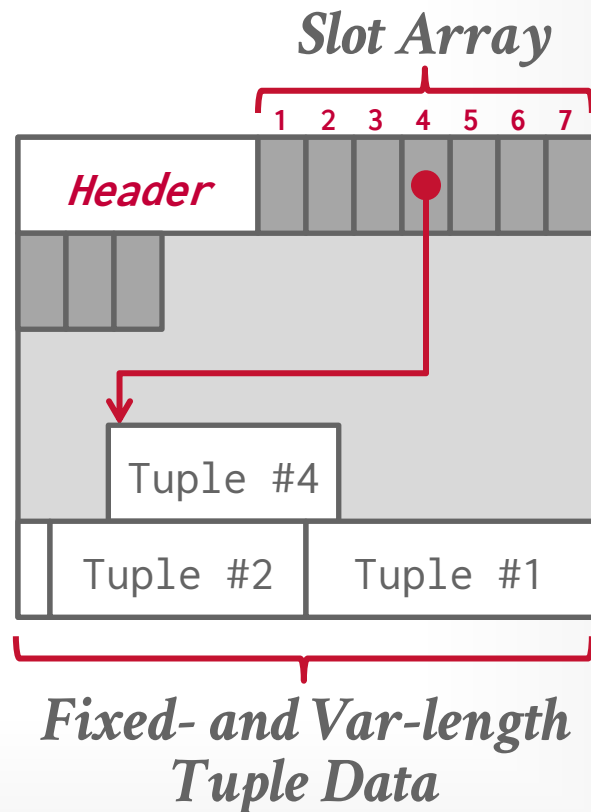 Slot Array
1 2 3 4 5 6 7
Header
Tuple #4
Tuple #2 Tuple #1
Fixed- and Var-length
Tuple Data